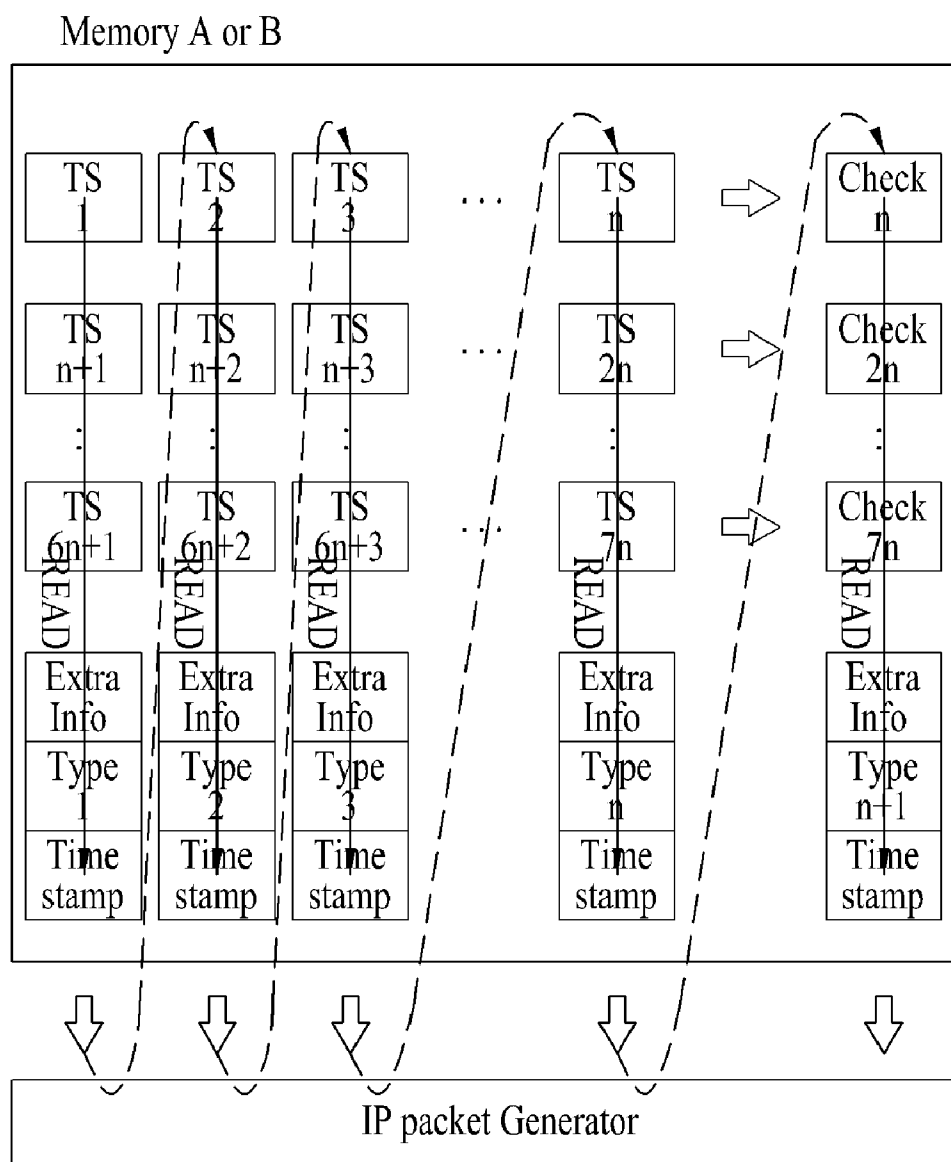 Memory A or B
TS
1
TS
2
TS
3
...
TS
n
Check
n
TS
n+1
TS
n+2
TS
n+3
...
TS
2n
Check
2n
:
:
:
:
:
TS
6n+1
TS
6n+2
TS
6n+3
...
TS
7n
Check
7n
READ
READ
READ
READ
READ
Extra
Info
Extra
Info
Extra
Info
Extra
Info
Extra
Info
Type
1
Type
2
Type
3
Type
n
Type
n+1
Time
stamp
Time
stamp
Time
stamp
Time
stamp
Time
stamp
IP packet Generator